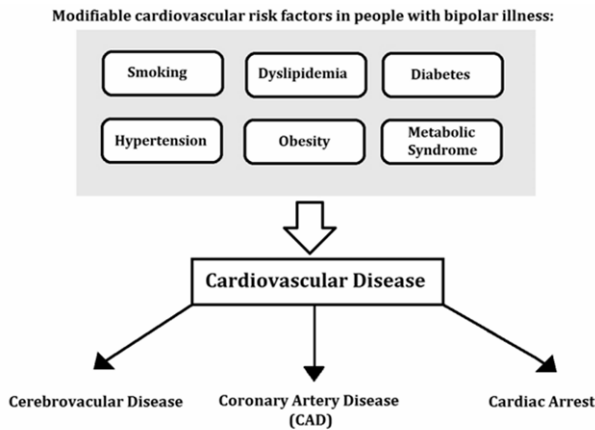 Modifiable cardiovascular risk factors in people with bipolar illness:
Smoking
Dyslipidemia
Diabetes
Hypertension
Obesity
Metabolic
Syndrome
Cardiovascular Disease
Cerebrovacular Disease
Coronary Artery Disease
(CAD)
Cardiac Arrest